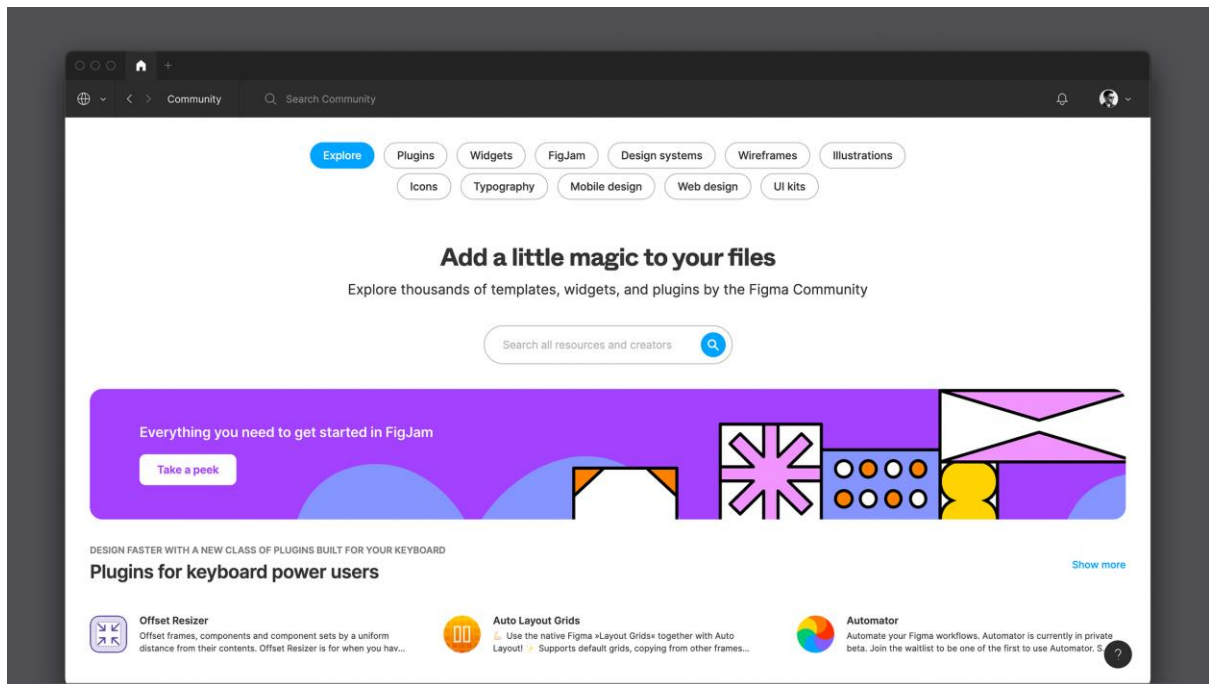 Community
Search Community
Explore Plugins Widgets FigJam Design systems Wireframes Illustrations
Icons Typography Mobile design Web design UI kits
Add a little magic to your files
Explore thousands of templates, widgets, and plugins by the Figma Community
Search all resources and creators
Everything you need to get started in FigJam
Take a peek
DESIGN FASTER WITH A NEW CLASS OF PLUGINS BUILT FOR YOUR KEYBOARD
Plugins for keyboard power users
Show more
Offset Resizer
Offset frames, components and component sets by a uniform
distance from their contents. Offset Resizer is for when you hav...
Auto Layout Grids
💪 Use the native Figma »Layout Grids« together with Auto
Layout! ✨ Supports default grids, copying from other frames...
Automator
Automate your Figma workflows. Automator is currently in private
beta. Join the waitlist to be one of the first to use Automator. S...
?